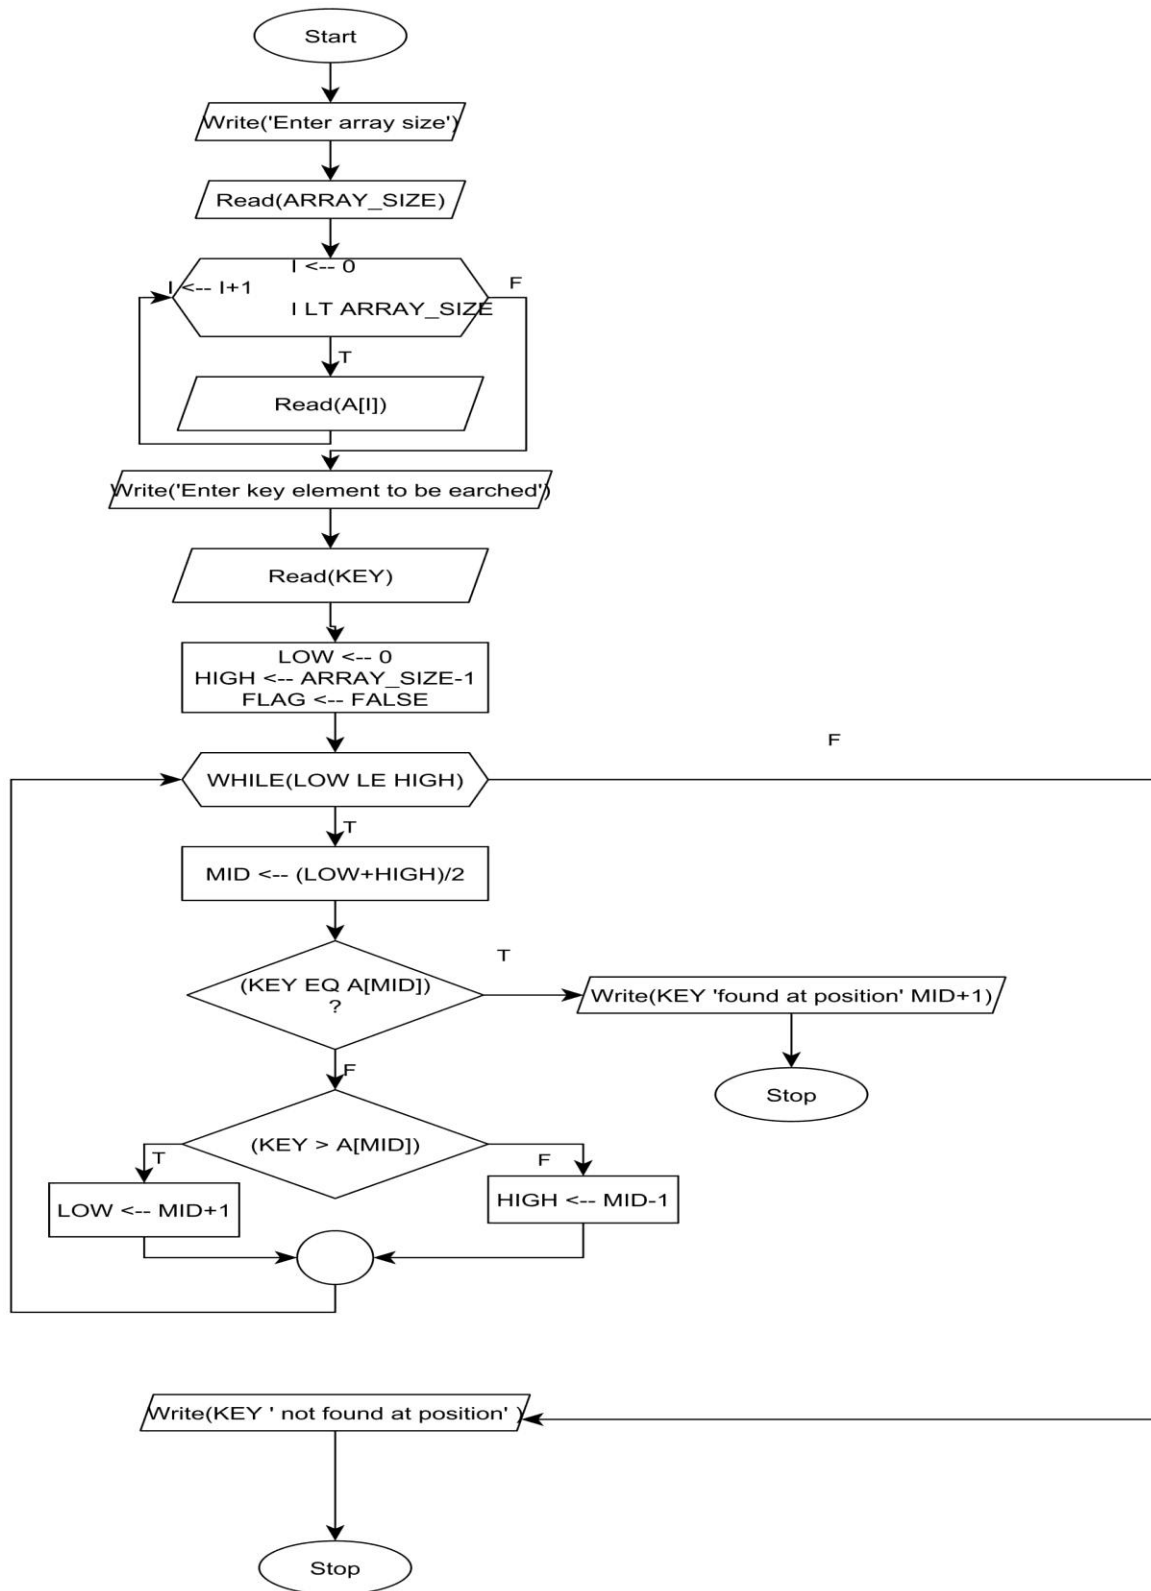 Start
Write('Enter array size')
Read(ARRAY_SIZE)
I <-- 0
I <-- I+1
F
I LT ARRAY_SIZE
T
Read(A[I])
Write('Enter key element to be earched')
Read(KEY)
LOW <-- 0
HIGH <-- ARRAY_SIZE-1
FLAG <-- FALSE
F
WHILE(LOW LE HIGH)
T
MID <-- (LOW+HIGH)/2
T
(KEY EQ A[MID])
?
Write(KEY 'found at position' MID+1)
F
Stop
(KEY > A[MID])
T
F
LOW <-- MID+1
HIGH <-- MID-1
Write(KEY ' not found at position' )
Stop